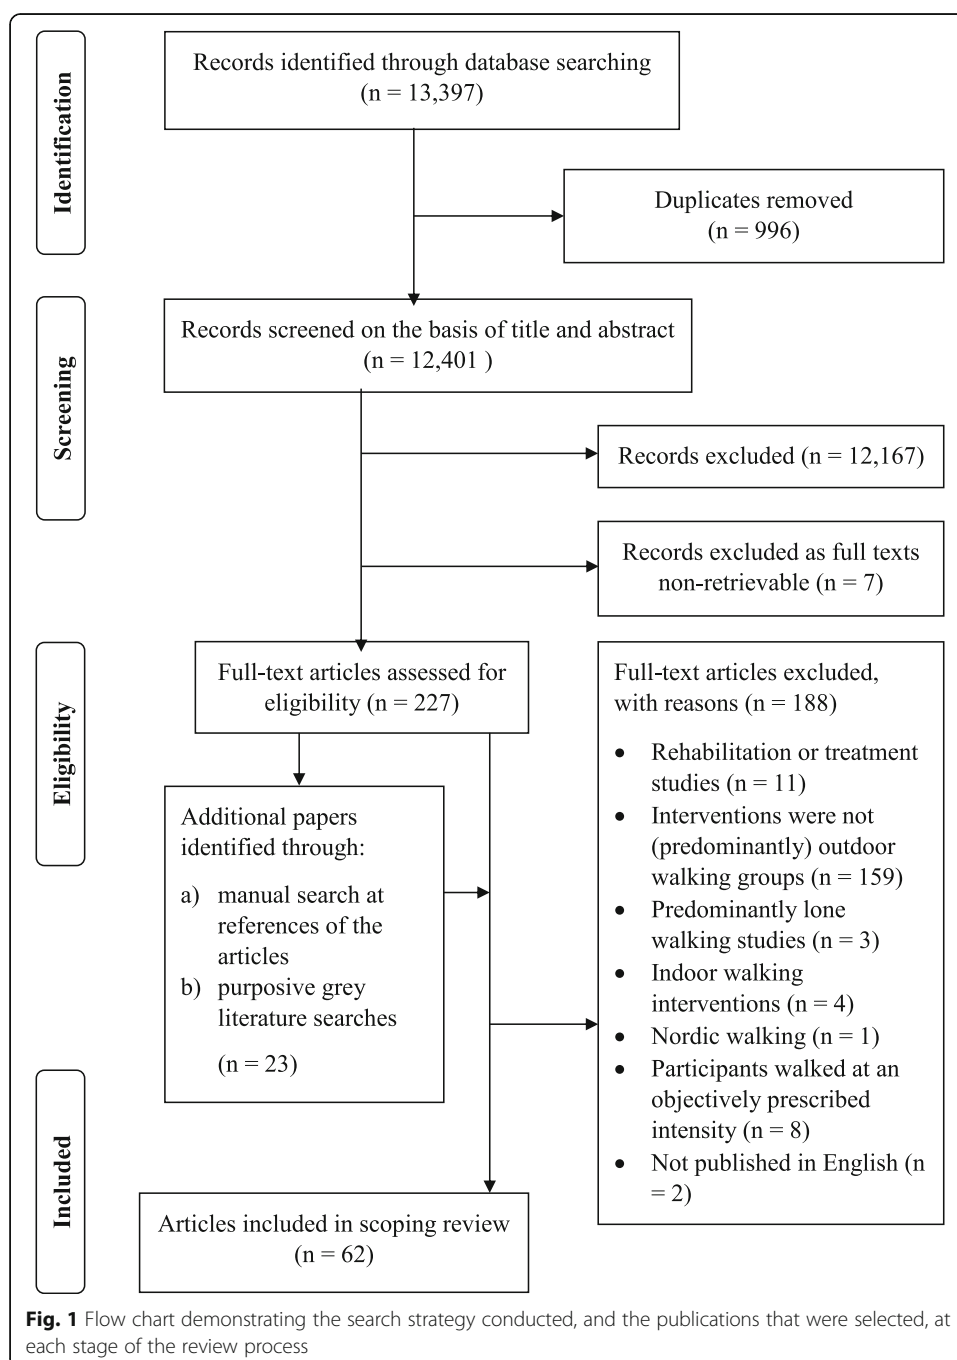 Identification
Records identified through database searching
(n = 13,397)
Duplicates removed
(n = 996)
Screening
Records screened on the basis of title and abstract
(n = 12,401 )
Records excluded (n = 12,167)
Records excluded as full texts
non-retrievable (n = 7)
Eligibility
Full-text articles assessed for
eligibility (n = 227)
Additional papers
identified through:
a) manual search at
references of the
articles
b) purposive grey
literature searches
(n = 23)
Full-text articles excluded,
with reasons (n = 188)
• Rehabilitation or treatment
studies (n = 11)
• Interventions were not
(predominantly) outdoor
walking groups (n = 159)
• Predominantly lone
walking studies (n = 3)
• Indoor walking
interventions (n = 4)
• Nordic walking (n = 1)
• Participants walked at an
objectively prescribed
intensity (n = 8)
• Not published in English (n
= 2)
Included
Articles included in scoping review
(n = 62)
Fig. 1 Flow chart demonstrating the search strategy conducted, and the publications that were selected, at
each stage of the review process